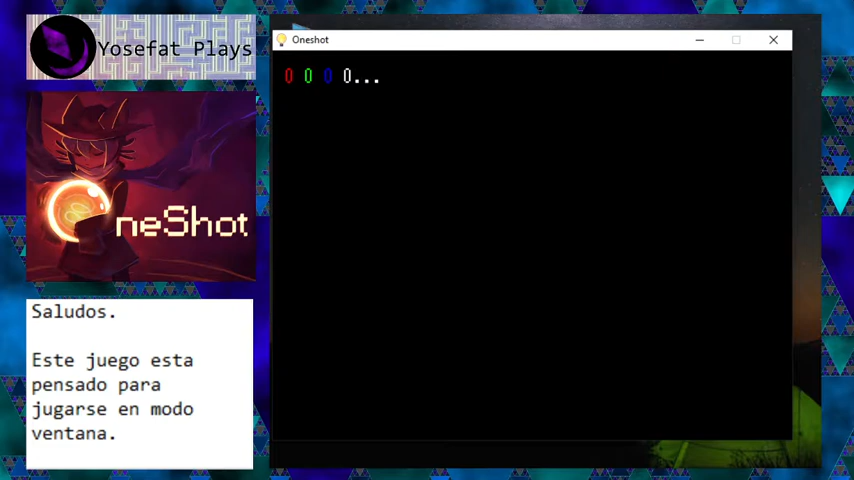 Yosefat Plays
neShot
Saludos.
Este juego esta
pensado para
jugarse en modo
ventana.
Oneshot
0 0 0 0...